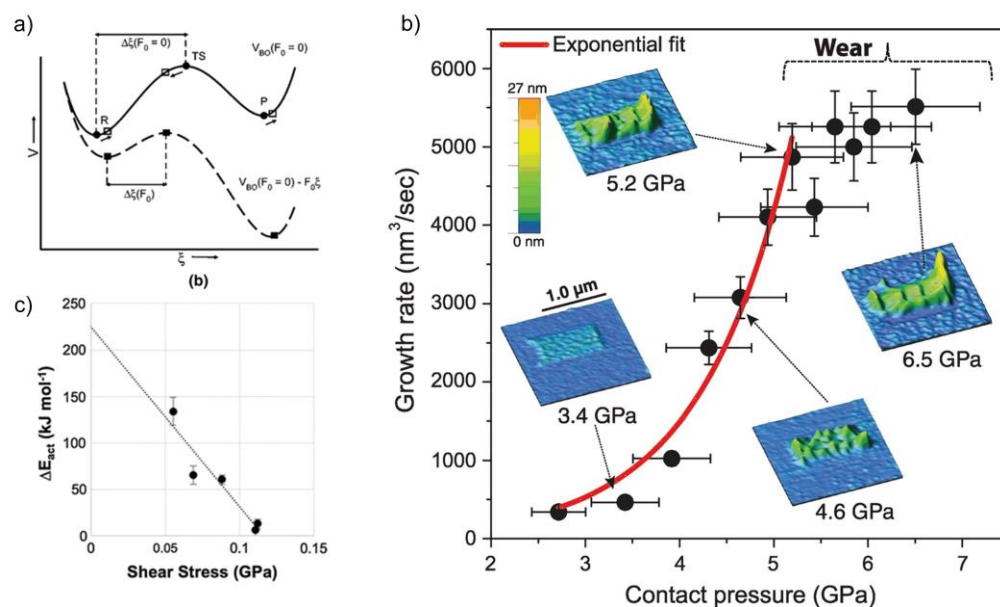 a)
Δξ(F₀ = 0)
TS
V_BO(F₀ = 0)
R
P
V
Δξ(F₀)
V_BO(F₀ = 0) - F₀ξ
ξ
(b)
c)
250
200
150
100
50
0
ΔE_act (kJ mol⁻¹)
0
0.05
0.1
0.15
Shear Stress (GPa)
b)
Exponential fit
Wear
27 nm
0 nm
5.2 GPa
1.0 μm
3.4 GPa
4.6 GPa
6.5 GPa
6000
5000
4000
3000
2000
1000
0
Growth rate (nm³/sec)
2
3
4
5
6
7
Contact pressure (GPa)